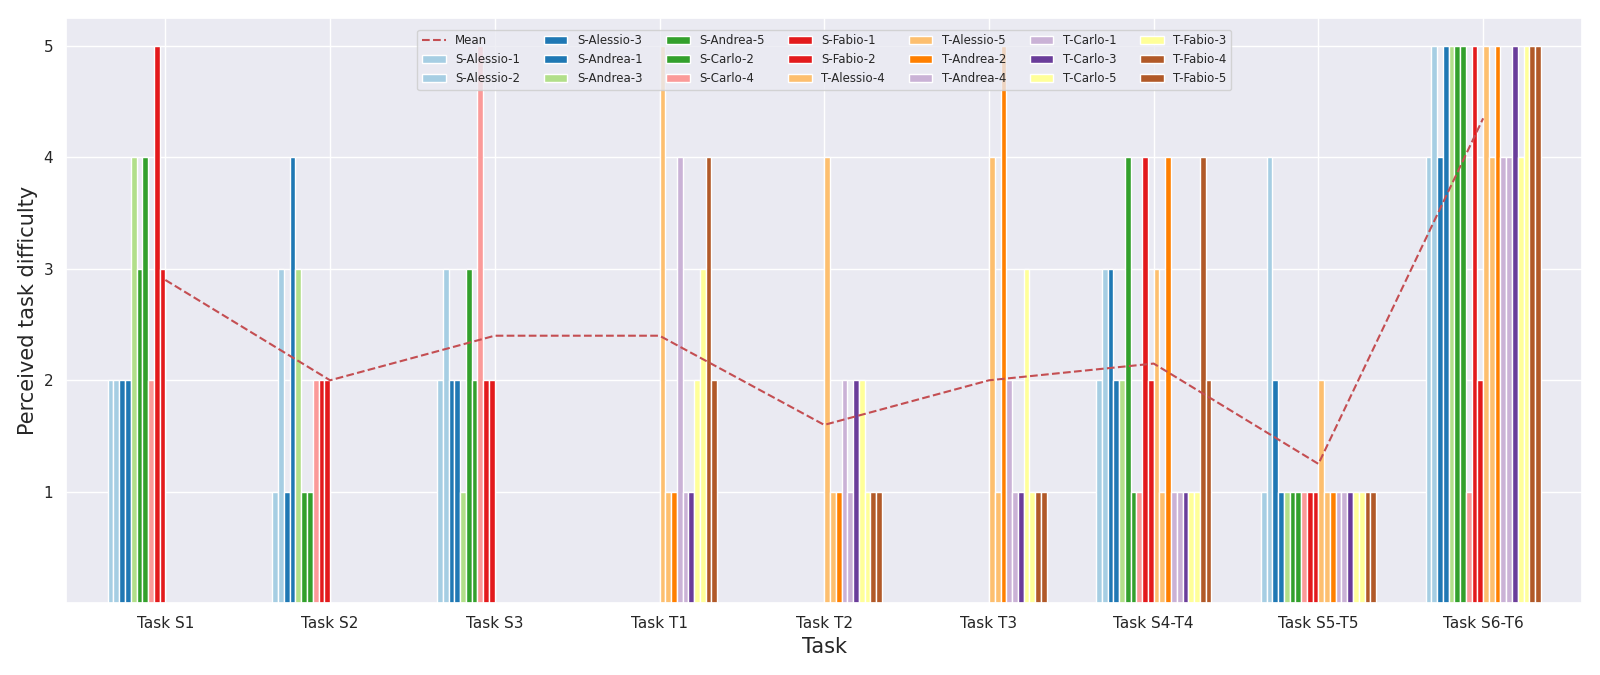 Perceived task difficulty
5
4
3
2
1
Mean
S-Alessio-1
S-Alessio-2
S-Alessio-3
S-Andrea-1
S-Andrea-3
S-Andrea-5
S-Carlo-2
S-Carlo-4
S-Fabio-1
S-Fabio-2
T-Alessio-4
T-Alessio-5
T-Andrea-2
T-Andrea-4
T-Carlo-1
T-Carlo-3
T-Carlo-5
T-Fabio-3
T-Fabio-4
T-Fabio-5
Task S1
Task S2
Task S3
Task T1
Task T2
Task T3
Task S4-T4
Task S5-T5
Task S6-T6
Task